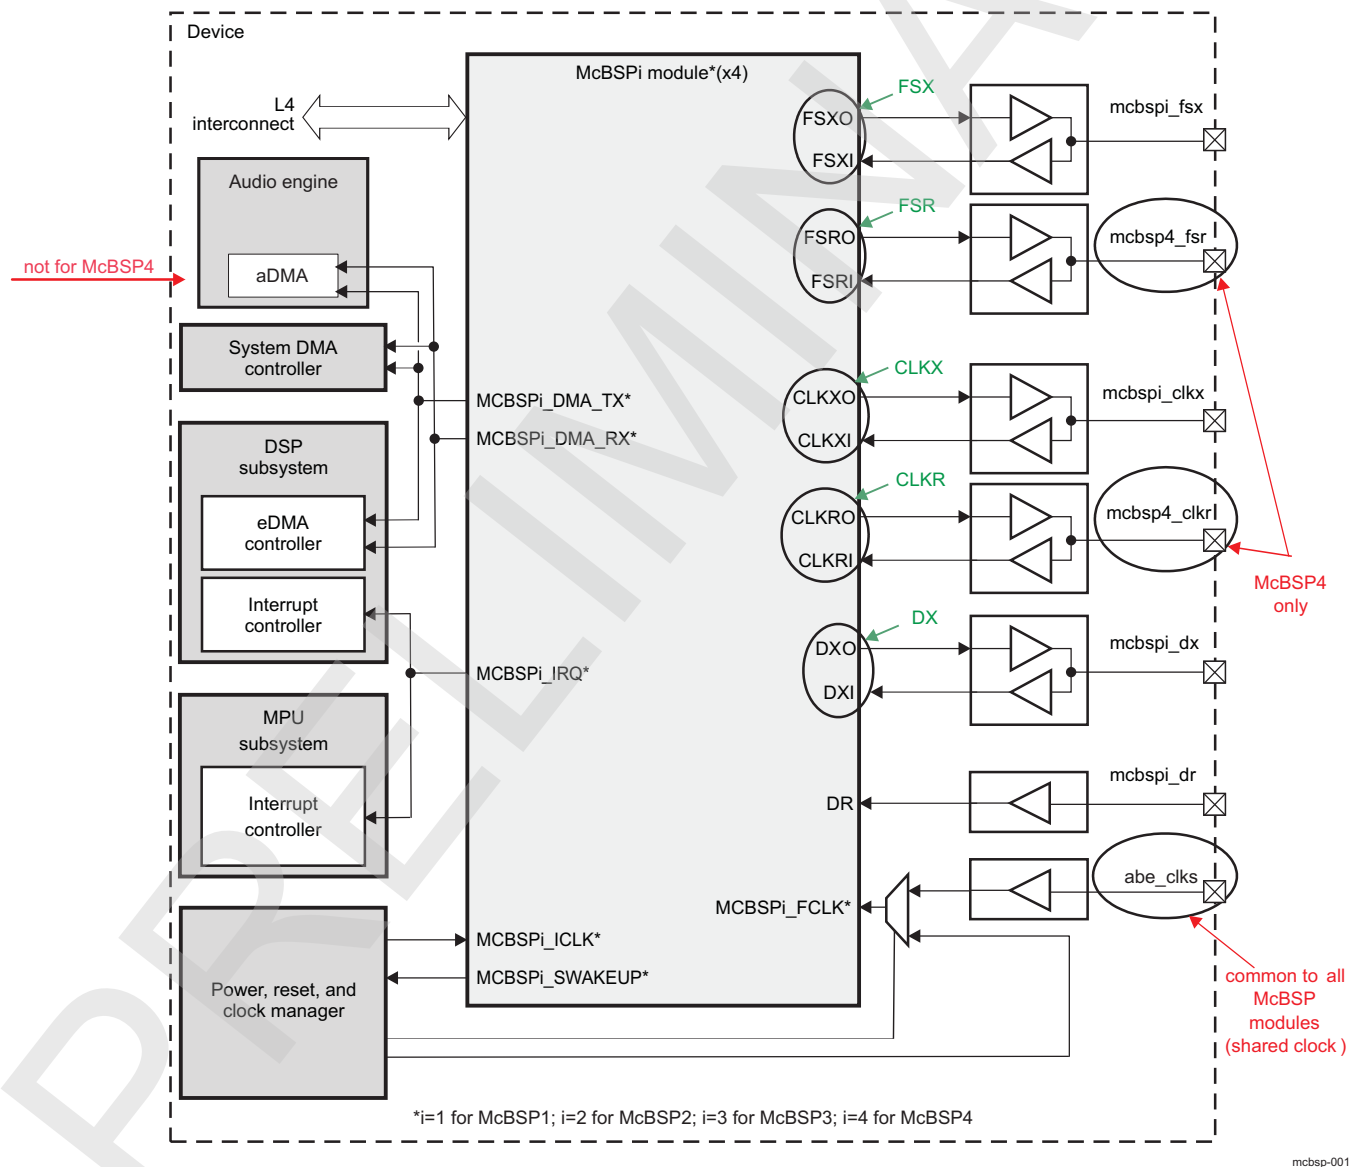 Device
McBSPi module*(x4)
L4
interconnect
Audio engine
aDMA
not for McBSP4
System DMA
controller
DSP
subsystem
eDMA
controller
Interrupt
controller
MPU
subsystem
Interrupt
controller
Power, reset, and
clock manager
MCBSPi_DMA_TX*
MCBSPi_DMA_RX*
MCBSPi_IRQ*
MCBSPi_ICLK*
MCBSPi_SWAKEUP*
FSX
FSXO
FSXI
mcbspi_fsx
FSR
FSRO
FSRI
mcbsp4_fsr
CLKX
CLKXO
CLKXI
mcbspi_clkx
CLKR
CLKRO
CLKRI
mcbsp4_clkr
McBSP4
only
DX
DXO
DXI
mcbspi_dx
DR
mcbspi_dr
MCBSPi_FCLK*
abe_clks
common to all
McBSP
modules
(shared clock )
*i=1 for McBSP1; i=2 for McBSP2; i=3 for McBSP3; i=4 for McBSP4
mcbsp-001
PRELIMINA